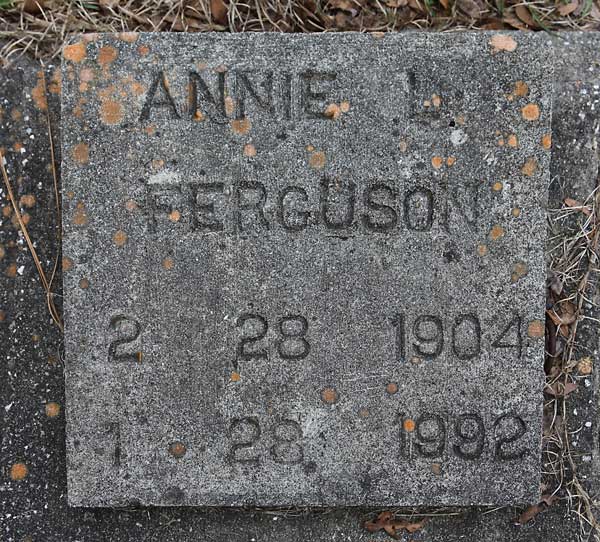 ANNIE L.
FERGUSON
2 28 1904
1 28 1992